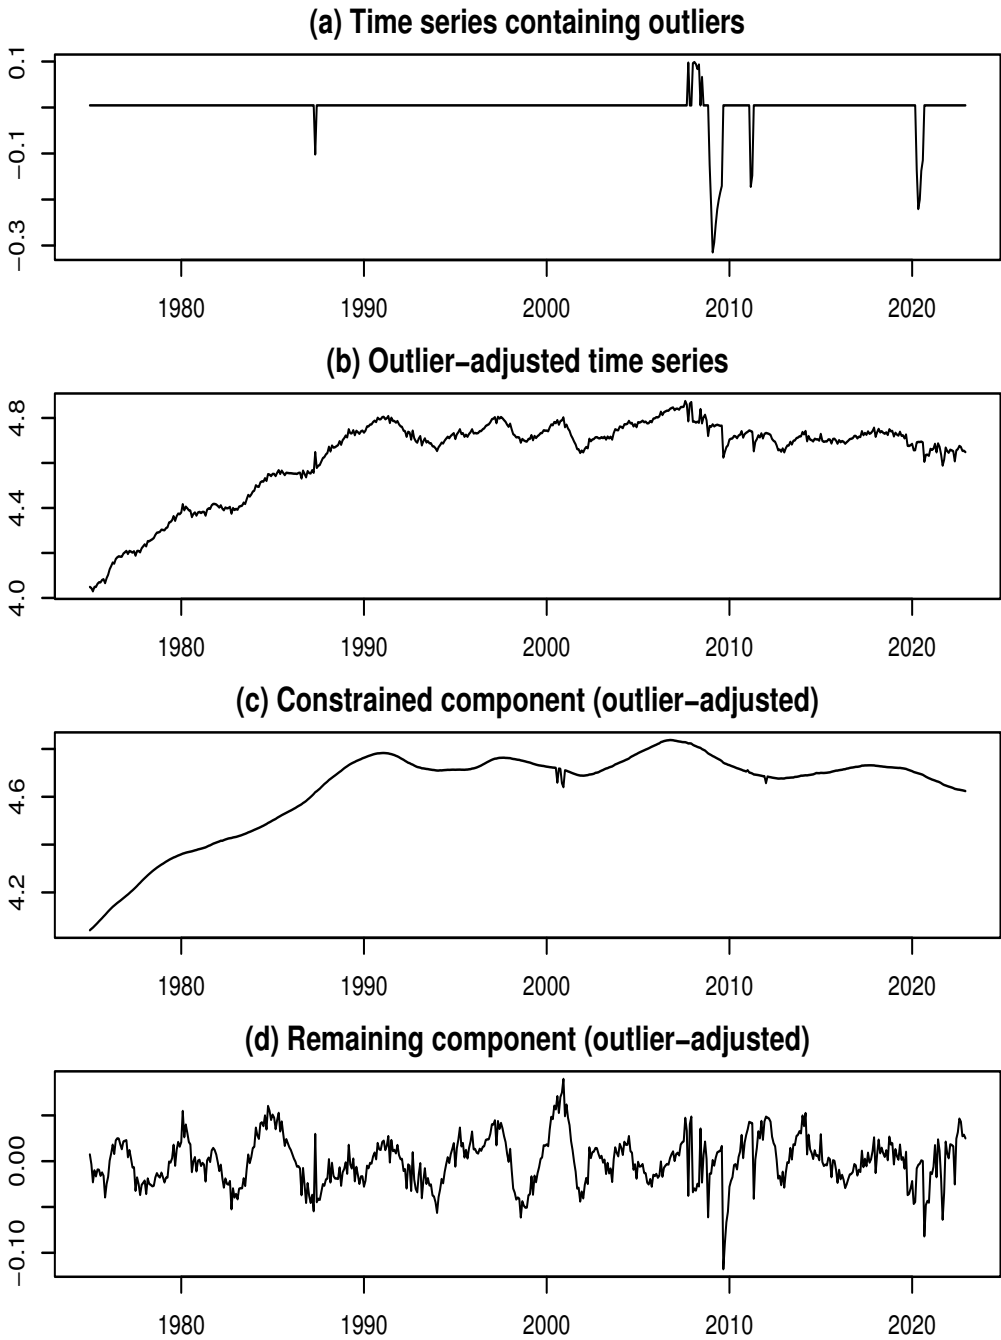 (a) Time series containing outliers
0.1
−0.1
−0.3
1980 1990 2000 2010 2020
(b) Outlier−adjusted time series
4.8
4.4
4.0
1980 1990 2000 2010 2020
(c) Constrained component (outlier−adjusted)
4.6
4.2
1980 1990 2000 2010 2020
(d) Remaining component (outlier−adjusted)
0.00
−0.10
1980 1990 2000 2010 2020